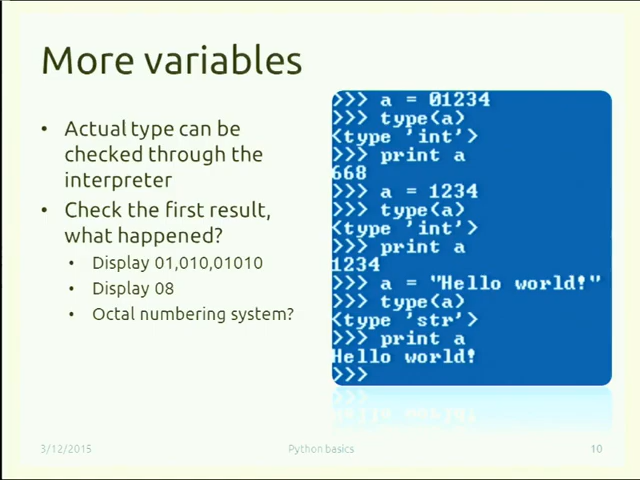 More variables
• Actual type can be
checked through the
interpreter
• Check the first result,
what happened?
• Display 01,010,01010
• Display 08
• Octal numbering system?
>>> a = 01234
>>> type(a)
<type 'int'>
>>> print a
668
>>> a = 1234
>>> type(a)
<type 'int'>
>>> print a
1234
>>> a = "Hello world!"
>>> type(a)
<type 'str'>
>>> print a
Hello world!
>>>
3/12/2015
Python basics
10